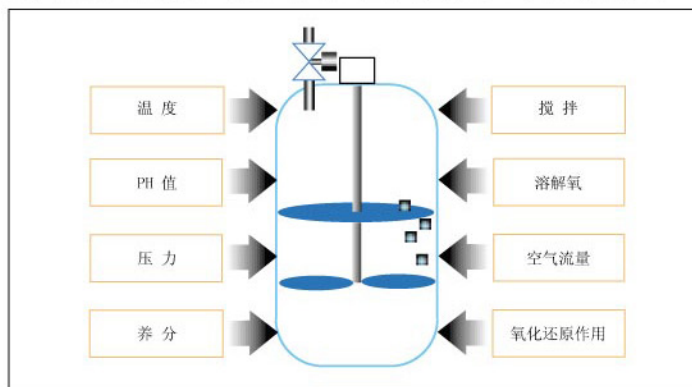 温 度
搅 拌
PH 值
溶解氧
压 力
空气流量
养 分
氧化还原作用